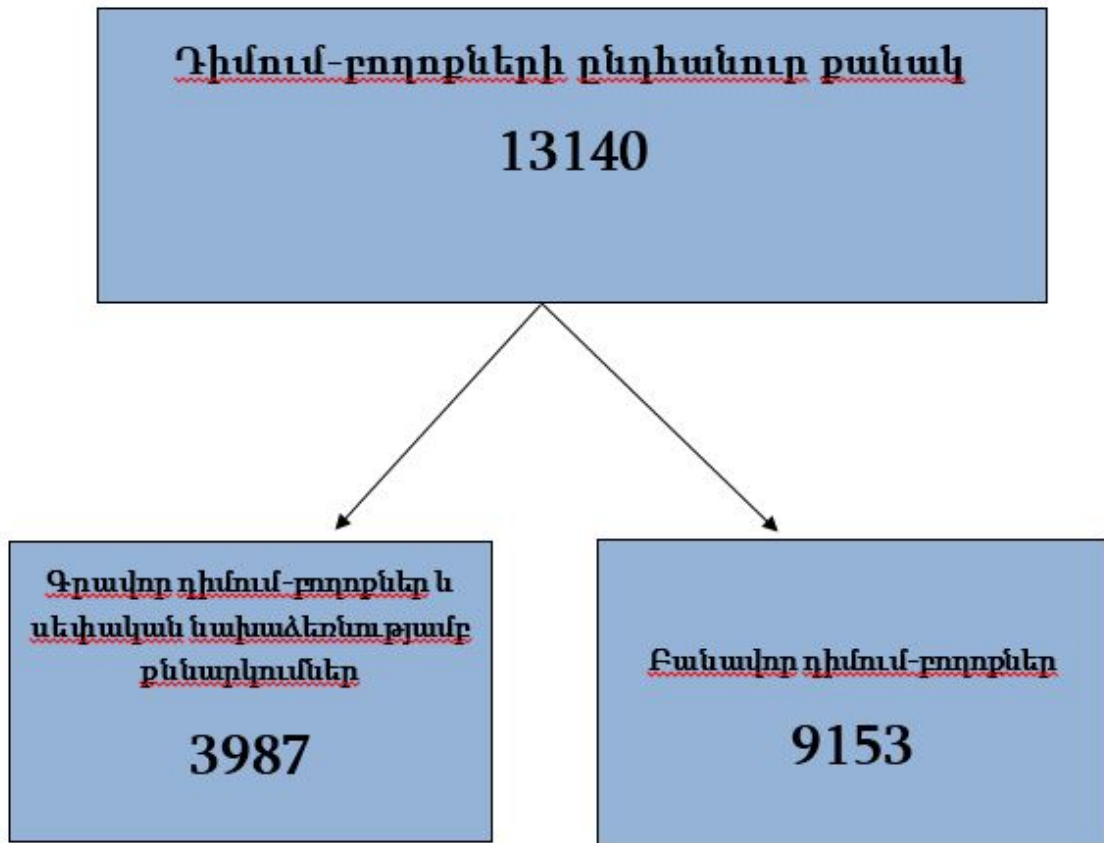 Դիմում-բողոքների ընդհանուր քանակ
13140
Գրավոր դիմում-բողոքներ և
սեփական նախաձեռնությամբ
քննարկումներ
3987
Բանավոր դիմում-բողոքներ
9153